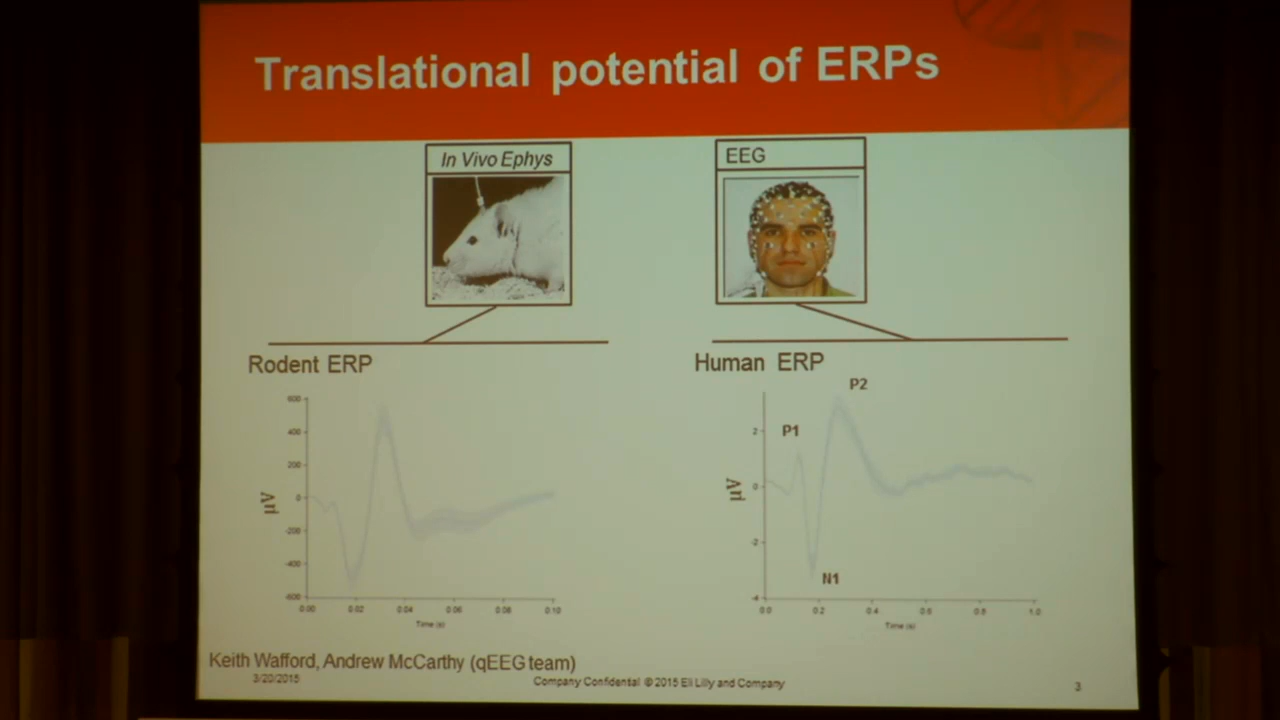 Translational potential of ERPs
In Vivo Ephys
EEG
Rodent ERP
Human ERP
P2
P1
N1
600
400
200
0
-200
-400
-600
µV
0.00 0.02 0.04 0.06 0.08 0.10
Time (s)
2
0
-2
-4
µV
0.0 0.2 0.4 0.6 0.8 1.0
Time (s)
Keith Wafford, Andrew McCarthy (qEEG team)
3/20/2015
Company Confidential © 2015 Eli Lilly and Company
3